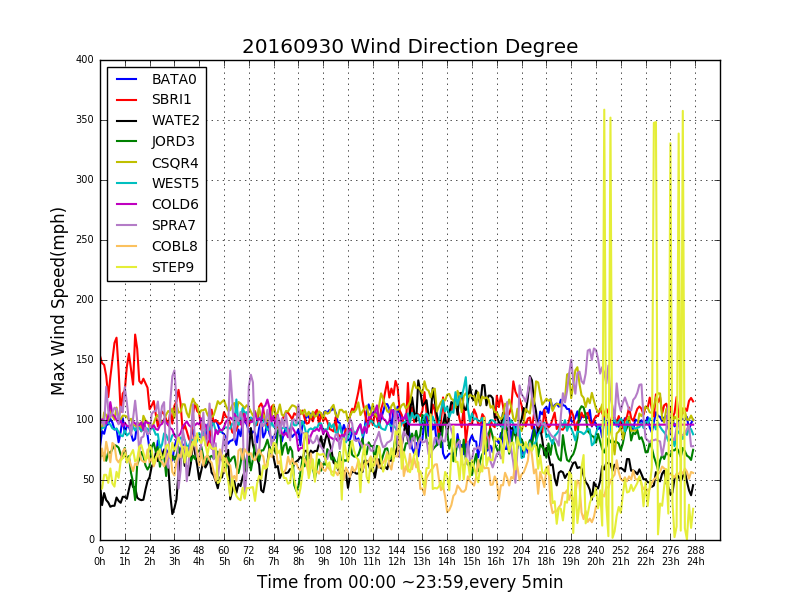 20160930 Wind Direction Degree
400
350
300
250
200
150
100
50
0
Max Wind Speed(mph)
BATA0
SBRI1
WATE2
JORD3
CSQR4
WEST5
COLD6
SPRA7
COBL8
STEP9
0 12 24 36 48 60 72 84 96 108 120 132 144 156 168 180 192 204 216 228 240 252 264 276 288
0h 1h 2h 3h 4h 5h 6h 7h 8h 9h 10h 11h 12h 13h 14h 15h 16h 17h 18h 19h 20h 21h 22h 23h 24h
Time from 00:00 ~23:59,every 5min